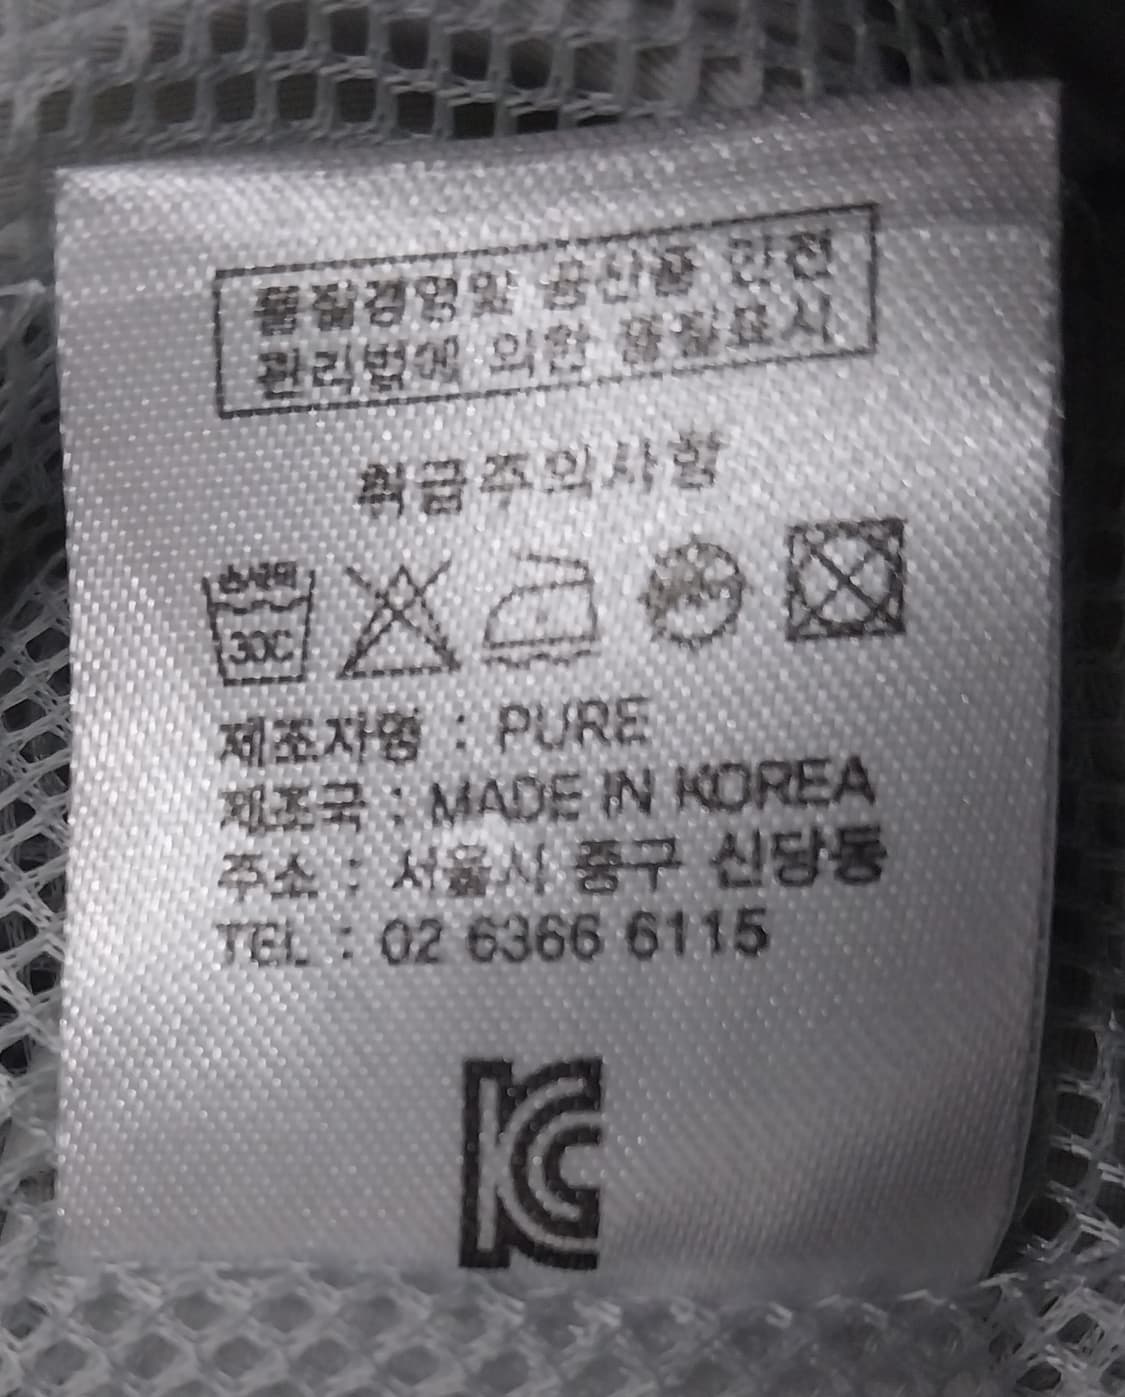 품질경영및 공산품 안전
관리법에 의한 품질표시
취급주의사항
손세탁
30C
제조자명 : PURE
제조국 : MADE IN KOREA
주소 : 서울시 중구 신당동
TEL : 02 6366 6115
KC